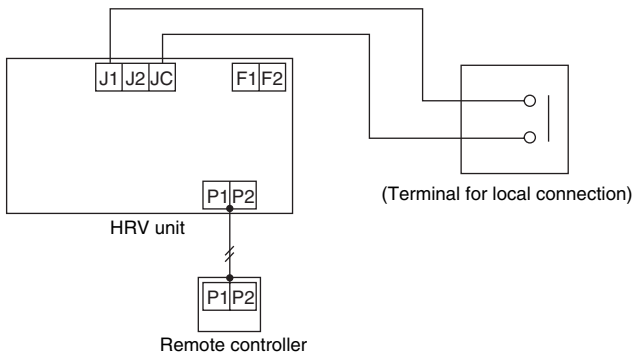 J1 J2 JC F1 F2
P1 P2
(Terminal for local connection)
HRV unit
P1 P2
Remote controller